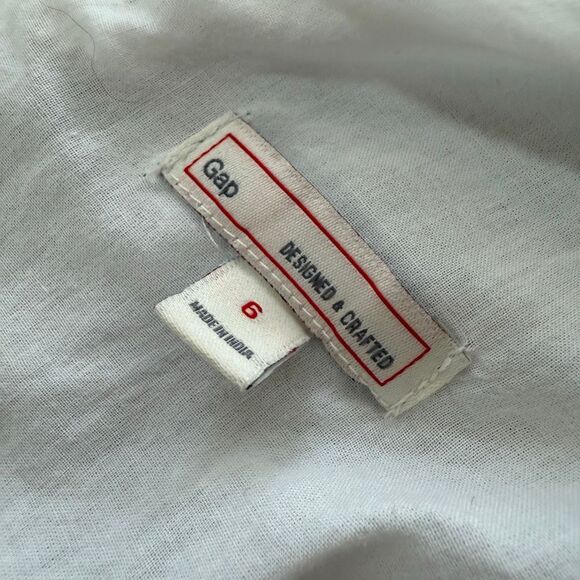 Gap
DESIGNED & CRAFTED
6
MADE IN INDIA